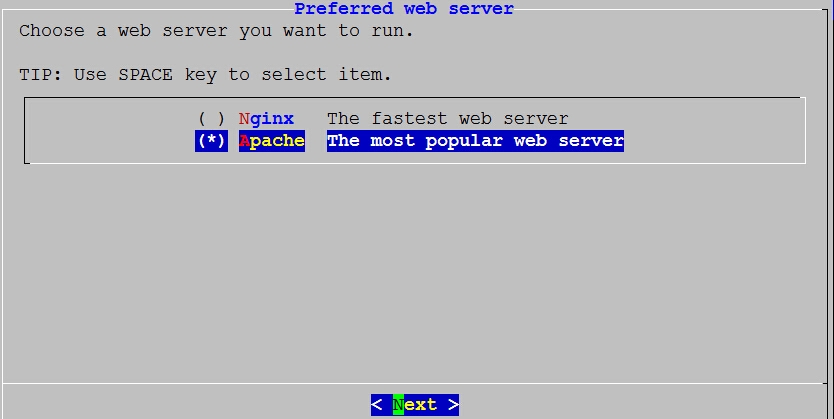 Preferred web server
Choose a web server you want to run.
TIP: Use SPACE key to select item.
( ) Nginx The fastest web server
(*) Apache The most popular web server
< Next >